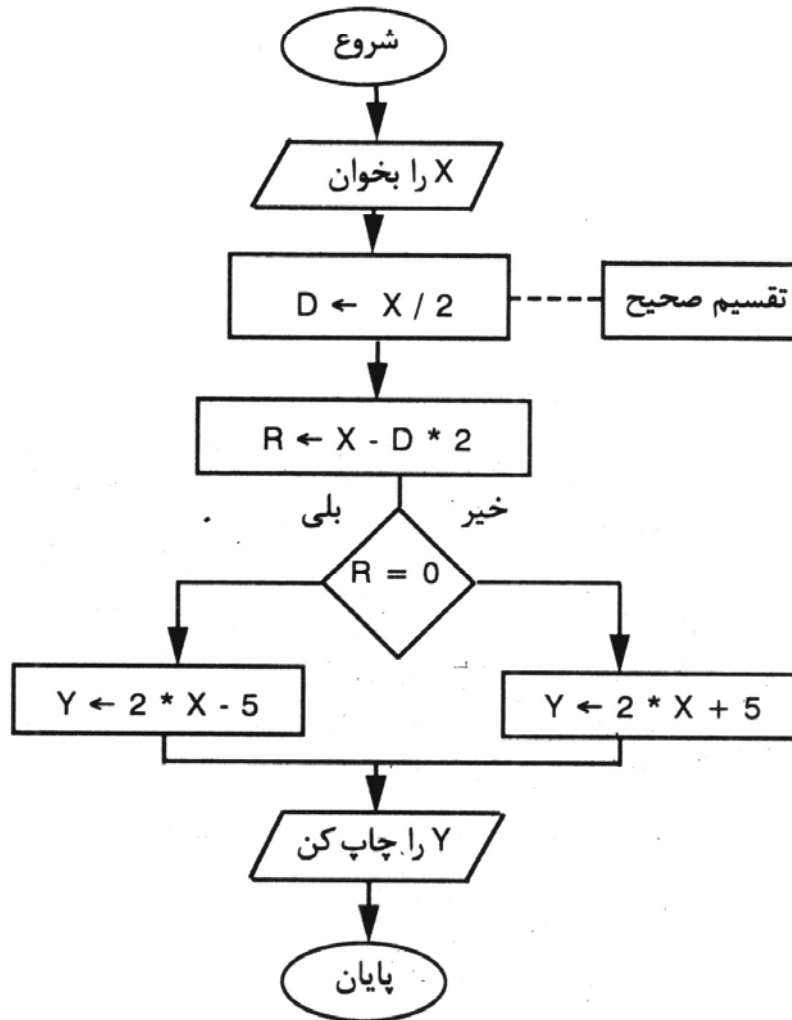 شروع
X را بخوان
D ← X / 2
تقسیم صحیح
R ← X - D * 2
بلی
خیر
R = 0
Y ← 2 * X - 5
Y ← 2 * X + 5
Y را چاپ کن
پایان